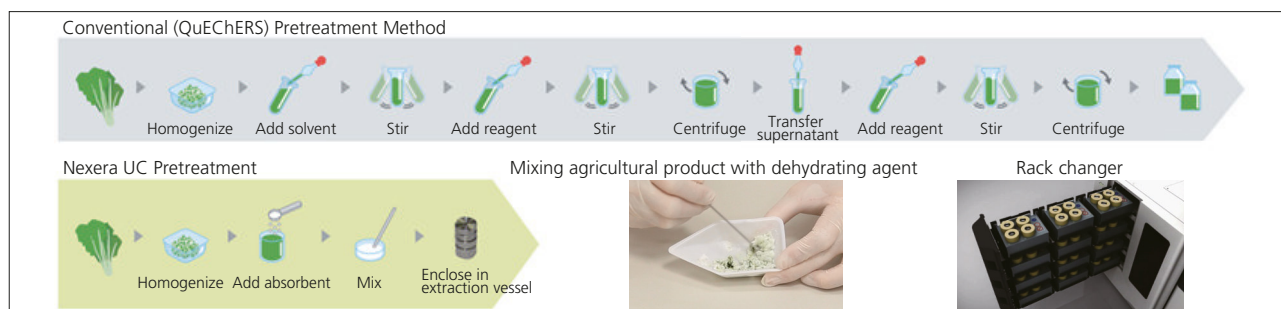 Conventional (QuEChERS) Pretreatment Method
Homogenize
Add solvent
Stir
Add reagent
Stir
Centrifuge
Transfer
supernatant
Add reagent
Stir
Centrifuge
Nexera UC Pretreatment
Homogenize
Add absorbent
Mix
Enclose in
extraction vessel
Mixing agricultural product with dehydrating agent
Rack changer